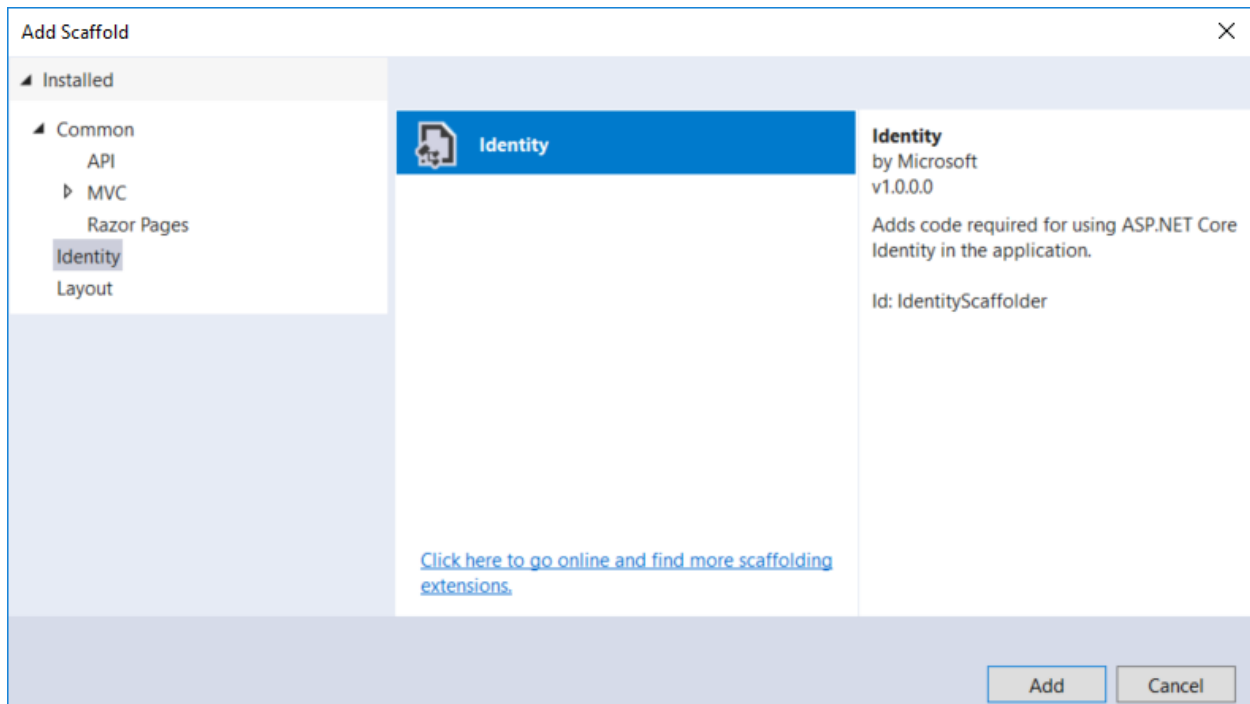 Add Scaffold
Installed
Common
API
MVC
Razor Pages
Identity
Layout
Identity
Click here to go online and find more scaffolding
extensions.
Identity
by Microsoft
v1.0.0.0
Adds code required for using ASP.NET Core
Identity in the application.
Id: IdentityScaffolder
Add
Cancel